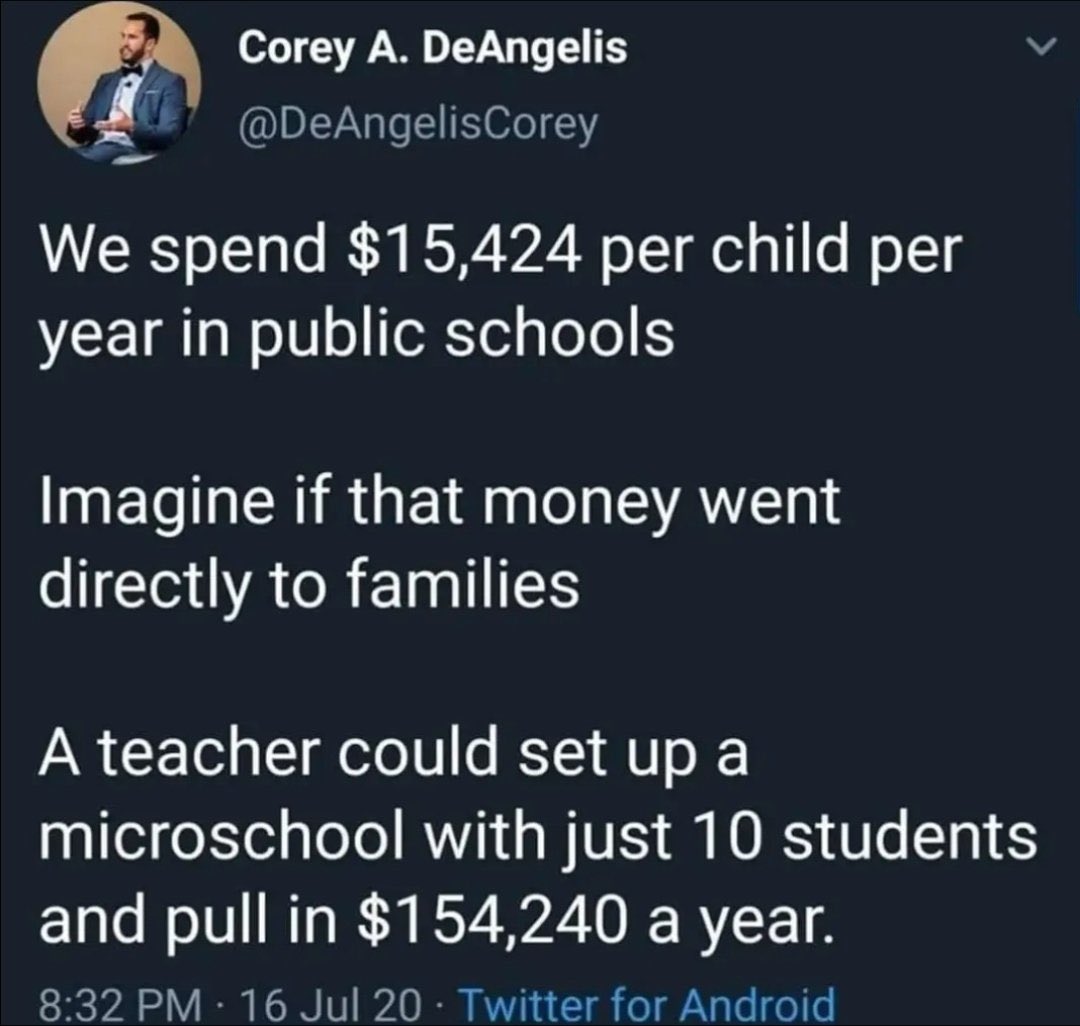 Corey A. DeAngelis
@DeAngelisCorey
We spend $15,424 per child per
year in public schools
Imagine if that money went
directly to families
A teacher could set up a
microschool with just 10 students
and pull in $154,240 a year.
8:32 PM · 16 Jul 20 · Twitter for Android